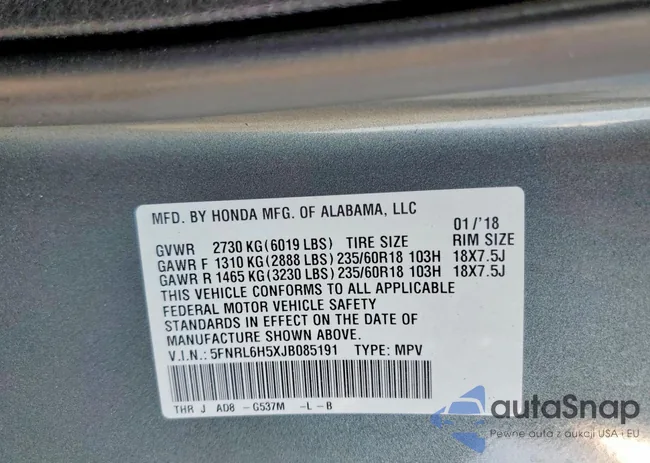 MFD. BY HONDA MFG. OF ALABAMA, LLC 01/'18
GVWR 2730 KG(6019 LBS) TIRE SIZE RIM SIZE
GAWR F 1310 KG(2888 LBS)235/60R18 103H 18X7.5J
GAWR R 1465 KG(3230 LBS)235/60R18 103H 18X7.5J
THIS VEHICLE CONFORMS TO ALL APPLICABLE
FEDERAL MOTOR VEHICLE SAFETY
STANDARDS IN EFFECT ON THE DATE OF
MANUFACTURE SHOWN ABOVE.
V.I.N.: 5FNRL6H5XJB085191 TYPE: MPV
THR J A08 -G537M -L-B
autaSnap
Pewne auta z aukcji USA+EU